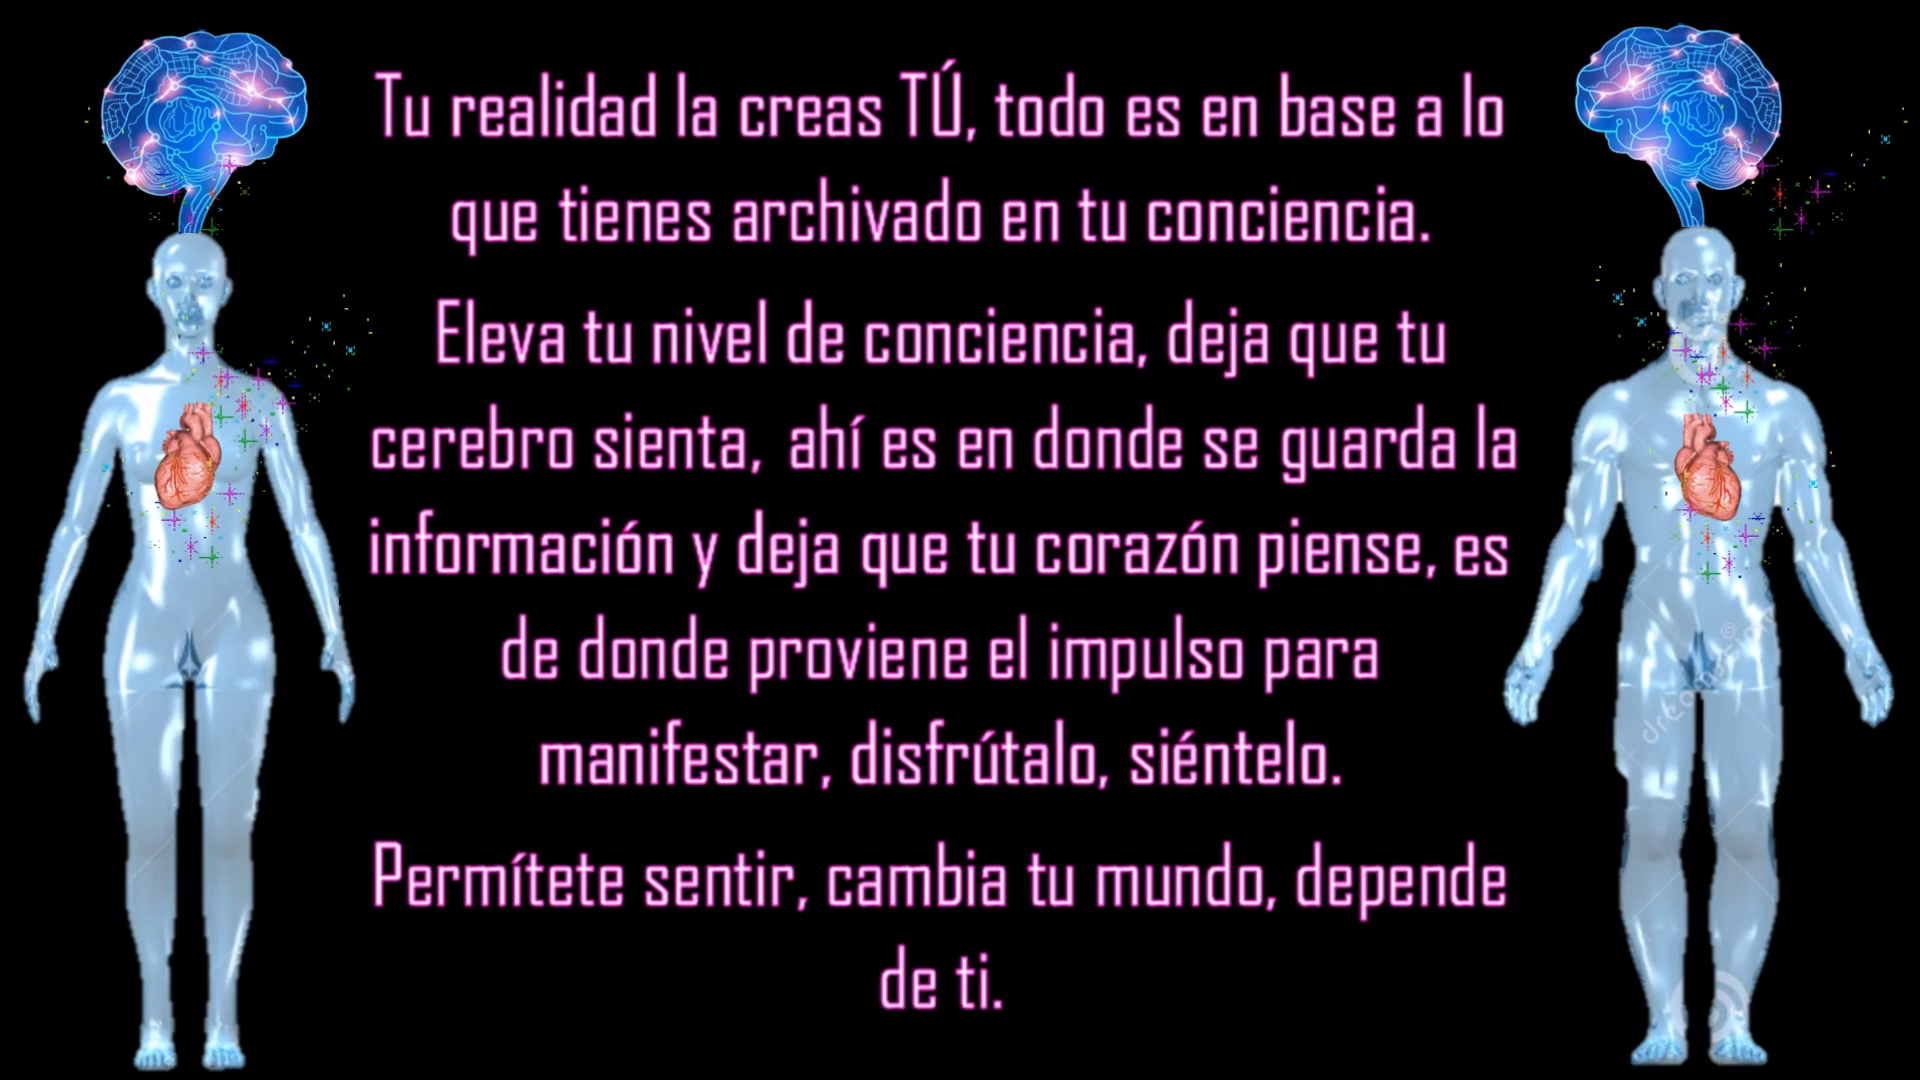 Tu realidad la creas TÚ, todo es en base a lo
que tienes archivado en tu conciencia.
Eleva tu nivel de conciencia, deja que tu
cerebro sienta, ahí es en donde se guarda la
información y deja que tu corazón piense, es
de donde proviene el impulso para
manifestar, disfrútalo, siéntelo.
Permítete sentir, cambia tu mundo, depende
de ti.